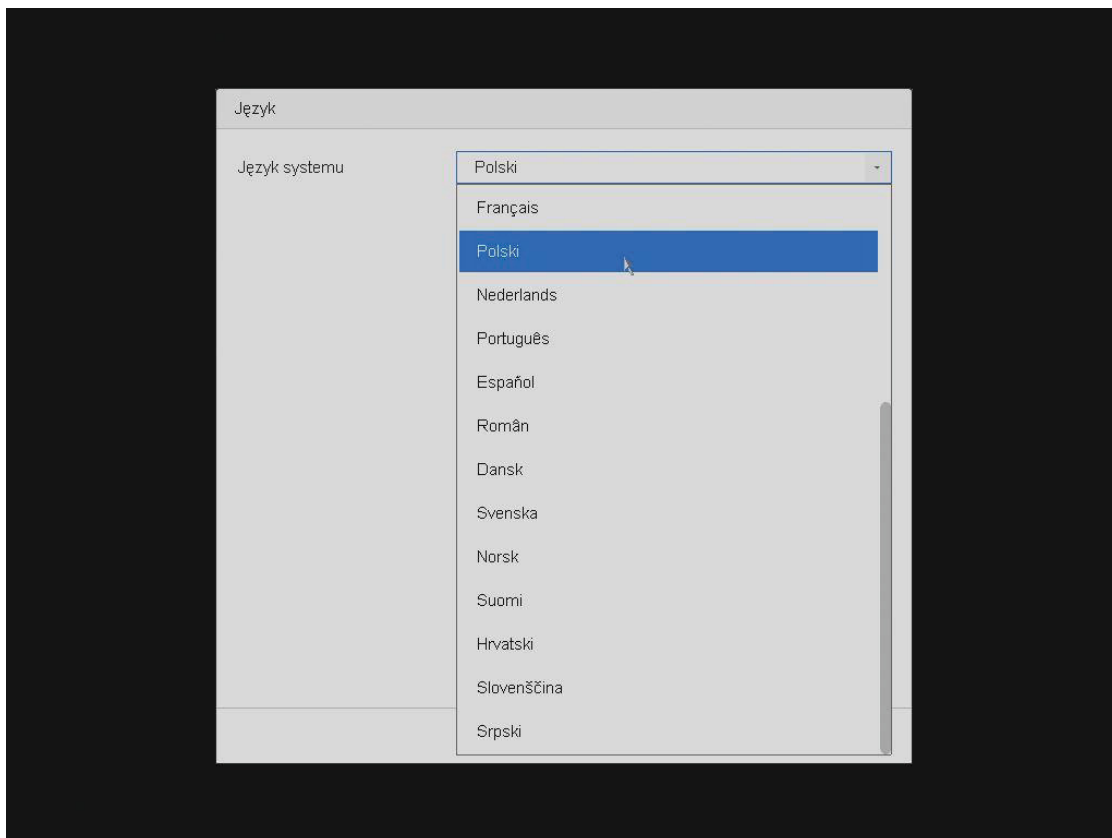 Język
Język systemu
Polski
Français
Polski
Nederlands
Português
Español
Român
Dansk
Svenska
Norsk
Suomi
Hrvatski
Slovenščina
Srpski